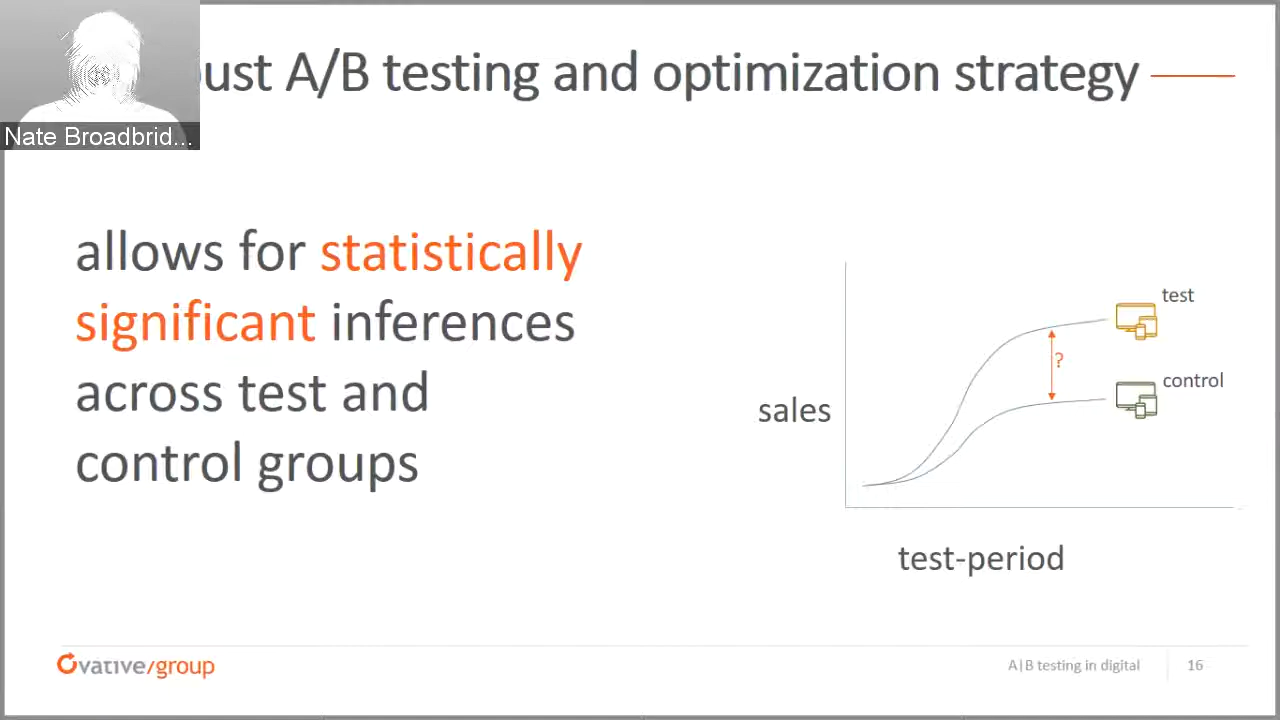 ust A/B testing and optimization strategy
Nate Broadbrid...
allows for statistically
significant inferences
across test and
control groups
test
?
control
sales
test-period
Ovative/group
A|B testing in digital
16